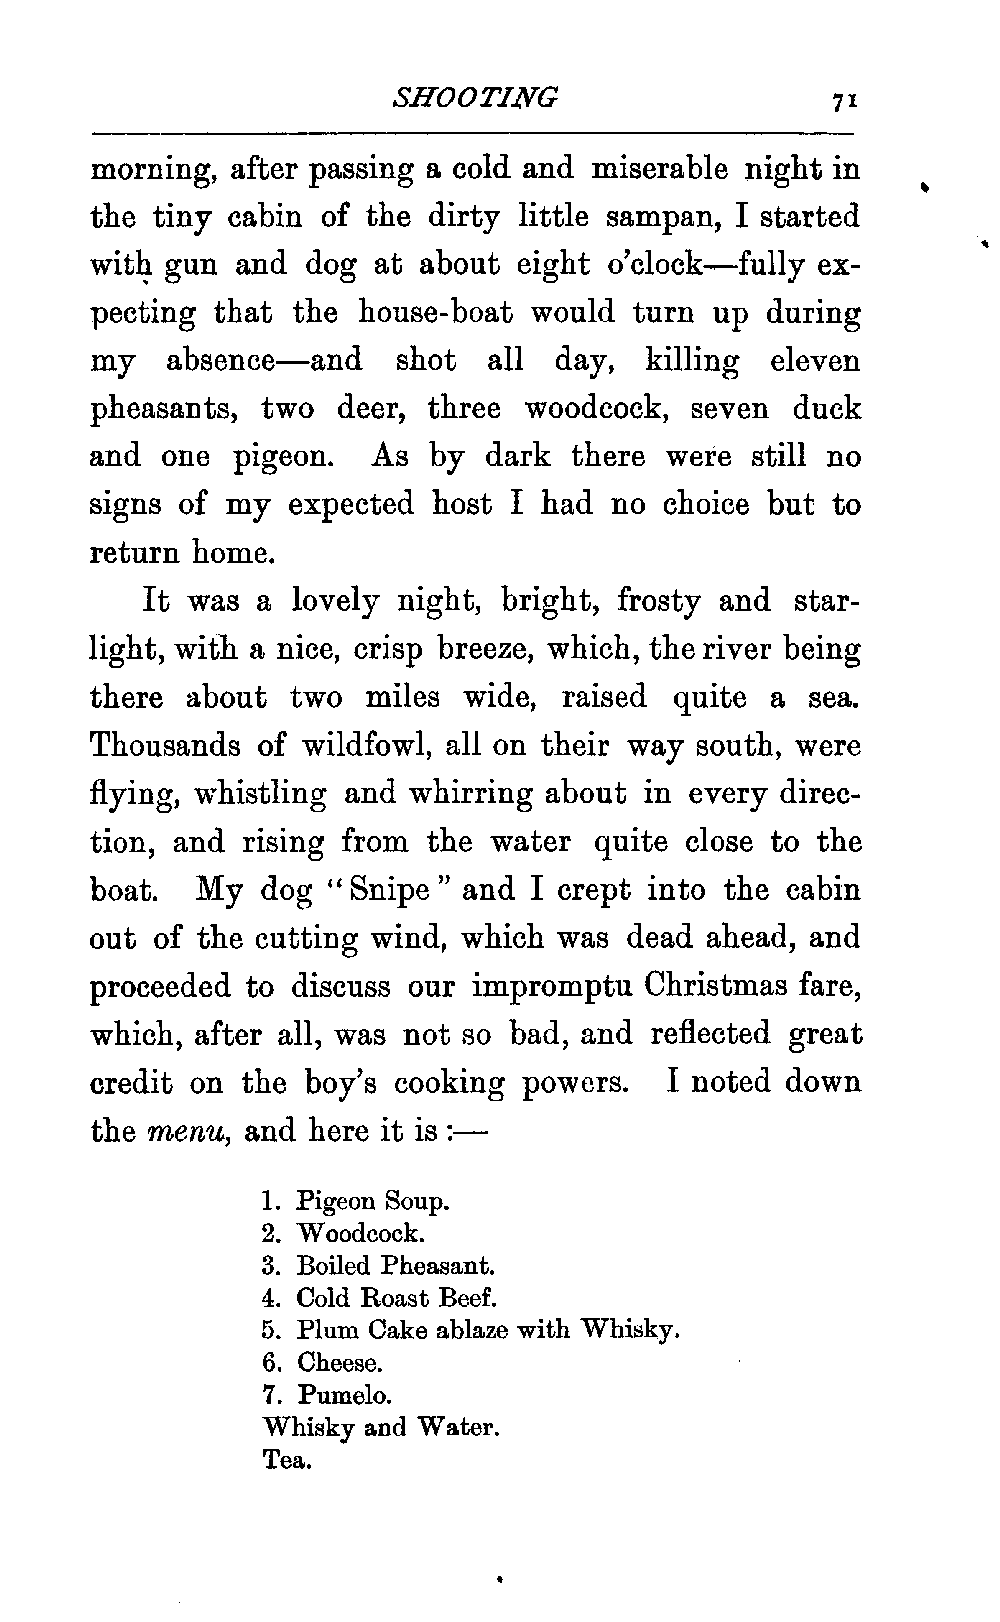 SHOOTING 71
morning, after passing a cold and miserable night in
the tiny cabin of the dirty little sampan, I started
with gun and dog at about eight o'clock—fully ex-
pecting that the house-boat would turn up during
my absence—and shot all day, killing eleven
pheasants, two deer, three woodcock, seven duck
and one pigeon. As by dark there were still no
signs of my expected host I had no choice but to
return home.
It was a lovely night, bright, frosty and star-
light, with a nice, crisp breeze, which, the river being
there about two miles wide, raised quite a sea.
Thousands of wildfowl, all on their way south, were
flying, whistling and whirring about in every direc-
tion, and rising from the water quite close to the
boat. My dog "Snipe" and I crept into the cabin
out of the cutting wind, which was dead ahead, and
proceeded to discuss our impromptu Christmas fare,
which, after all, was not so bad, and reflected great
credit on the boy's cooking powers. I noted down
the menu, and here it is :—
1. Pigeon Soup.
2. Woodcock.
3. Boiled Pheasant.
4. Cold Roast Beef.
5. Plum Cake ablaze with Whisky.
6. Cheese.
7. Pumelo.
Whisky and Water.
Tea.